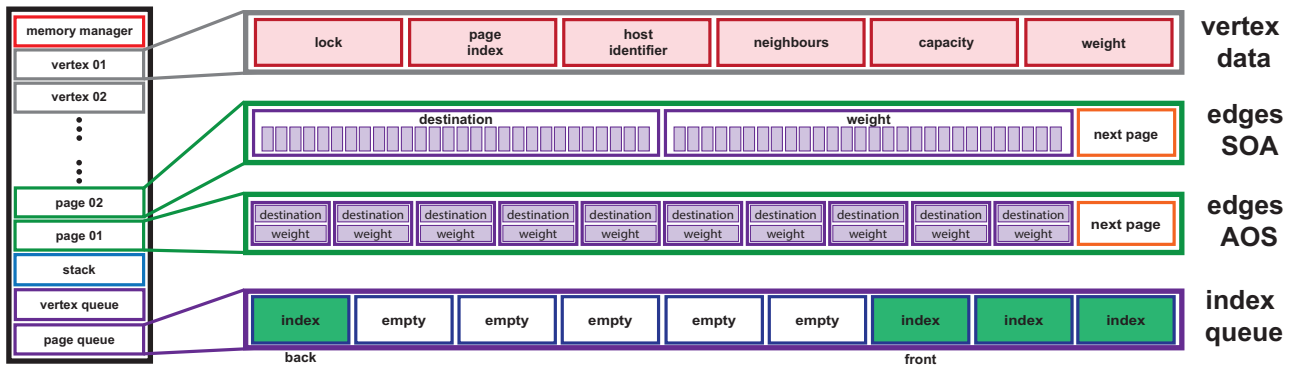 memory manager
vertex 01
vertex 02
page 02
page 01
stack
vertex queue
page queue
lock
page
index
host
identifier
neighbours
capacity
weight
vertex
data
destination
weight
next page
edges
SOA
destination destination destination destination destination destination destination destination destination destination
weight weight weight weight weight weight weight weight weight weight
next page
edges
AOS
index empty empty empty empty empty index index index
back front
index
queue